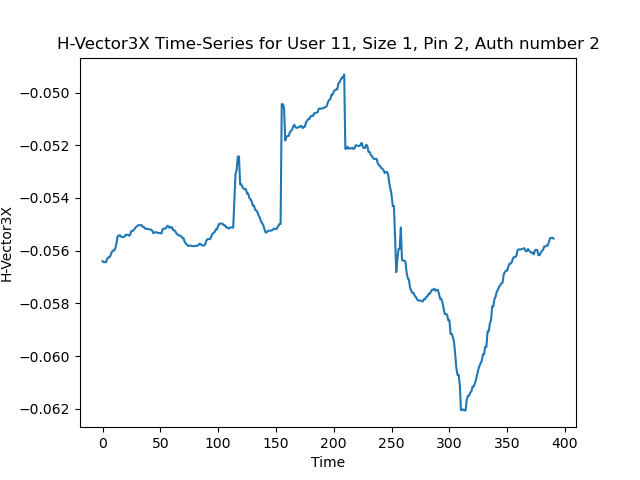 H-Vector3X Time-Series for User 11, Size 1, Pin 2, Auth number 2
−0.050
−0.052
−0.054
−0.056
−0.058
−0.060
−0.062
H-Vector3X
0 50 100 150 200 250 300 350 400
Time